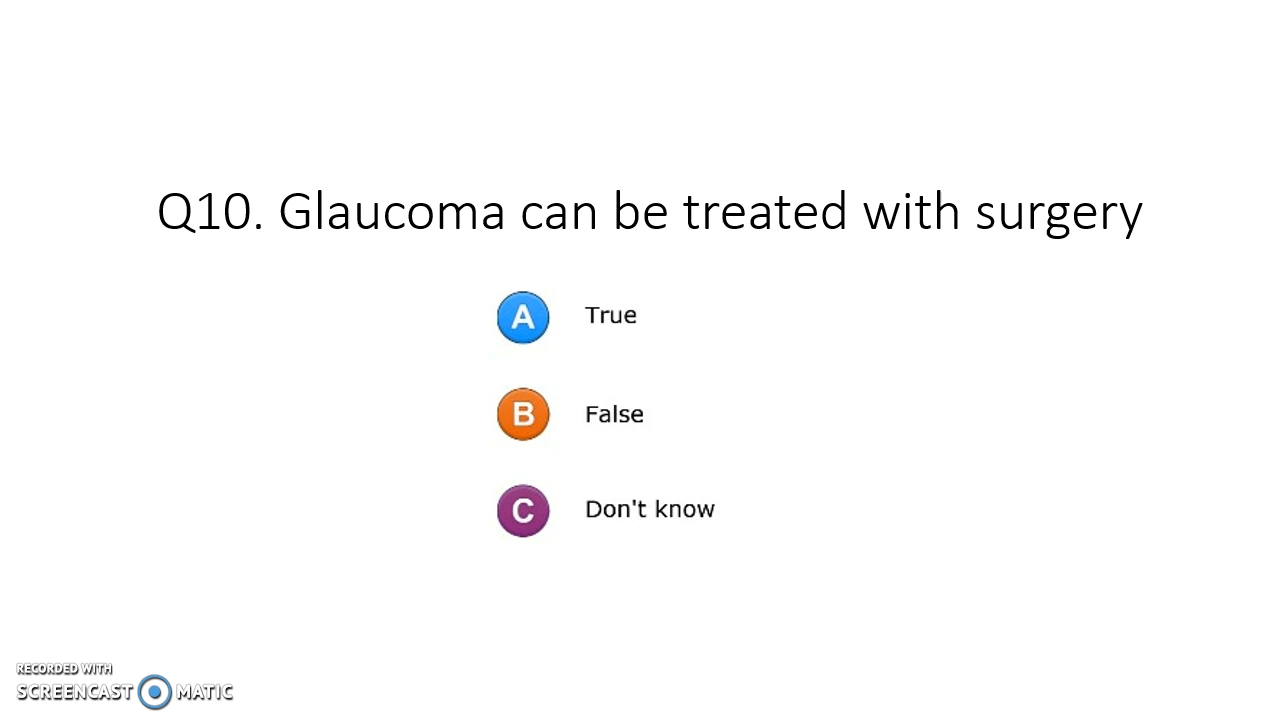 Q10. Glaucoma can be treated with surgery
A True
B False
C Don't know
RECORDED WITH
SCREENCAST MATIC